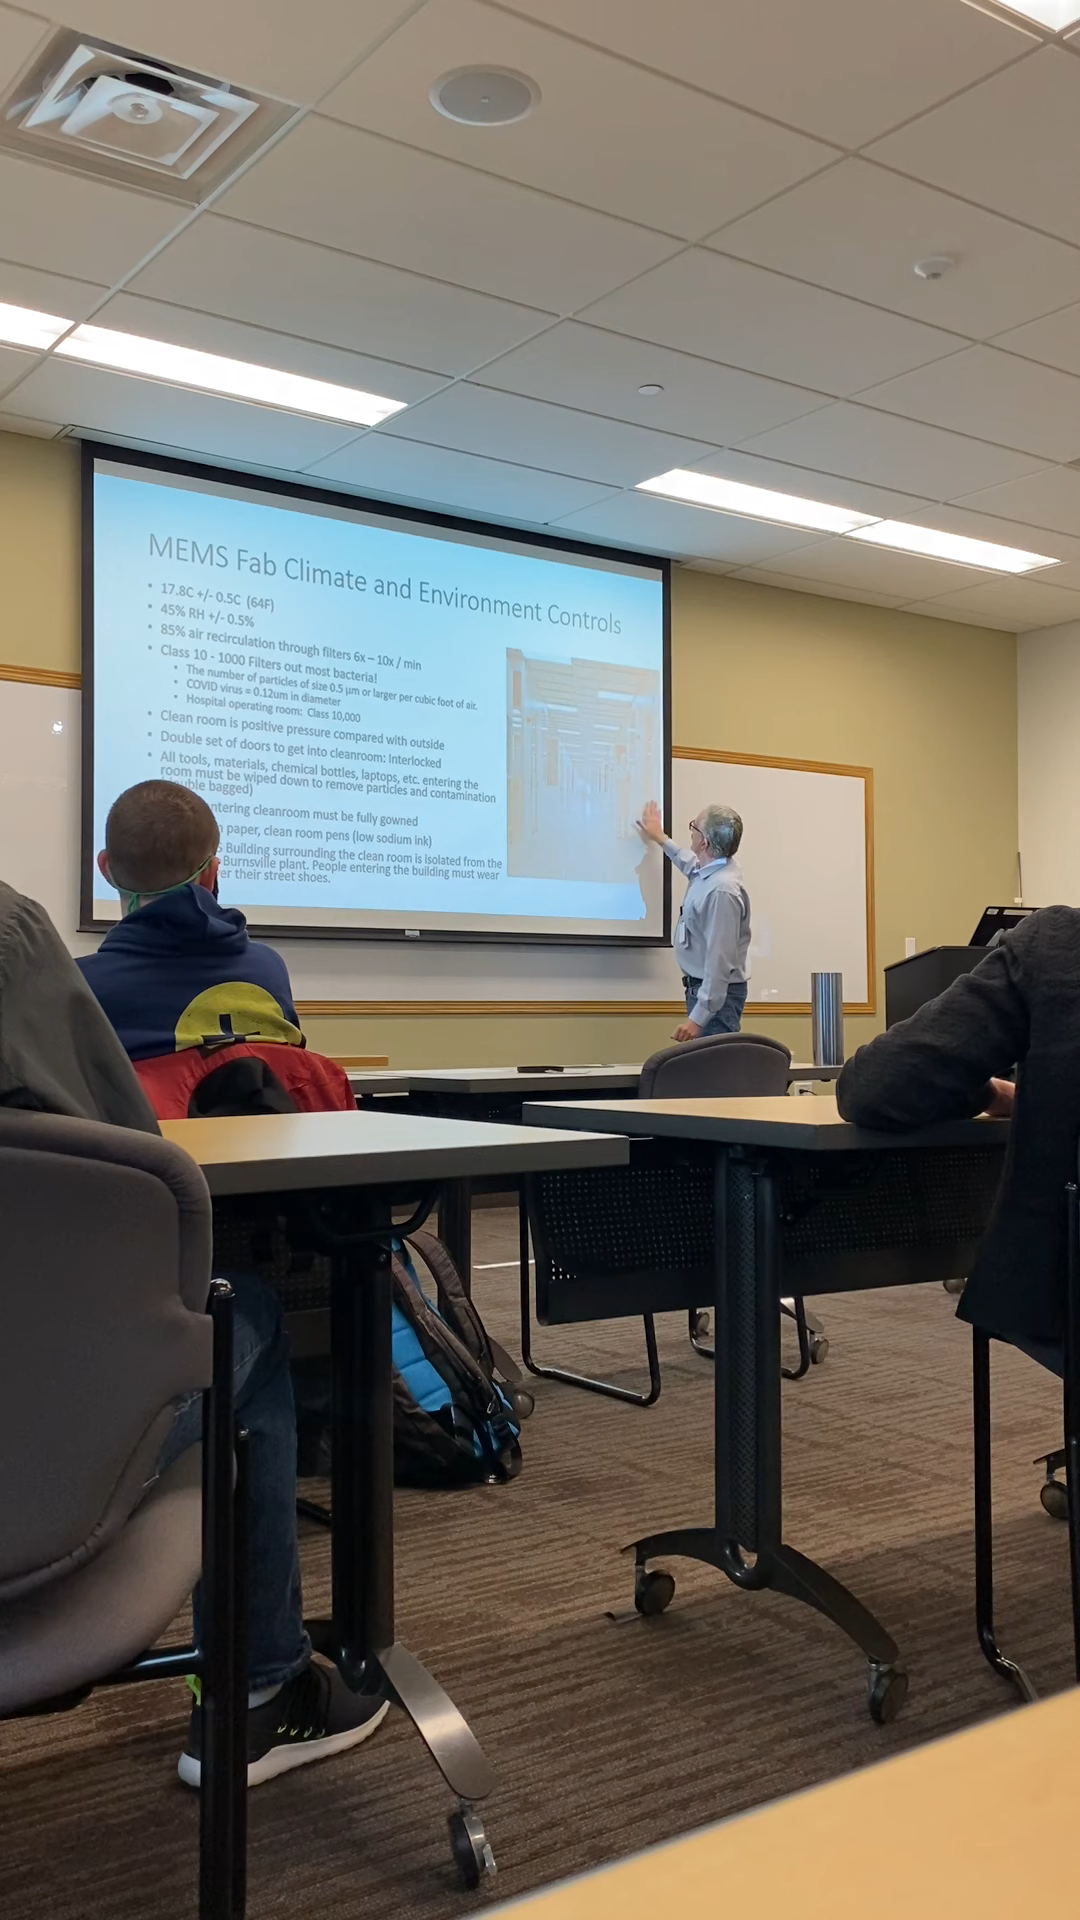 MEMS Fab Climate and Environment Controls
• 17.8C +/- 0.5C (64F)
• 45% RH +/- 0.5%
• 85% air recirculation through filters 6x – 10x / min
• Class 10 - 1000 Filters out most bacteria!
• The number of particles of size 0.5 µm or larger per cubic foot of air.
• COVID virus = 0.12um in diameter
• Hospital operating room: Class 10,000
• Clean room is positive pressure compared with outside
• Double set of doors to get into cleanroom: Interlocked
• All tools, materials, chemical bottles, laptops, etc. entering the
room must be wiped down to remove particles and contamination
bagged)
entering cleanroom must be fully gowned
paper, clean room pens (low sodium ink)
Building surrounding the clean room is isolated from the
Burnsville plant. People entering the building must wear
their street shoes.